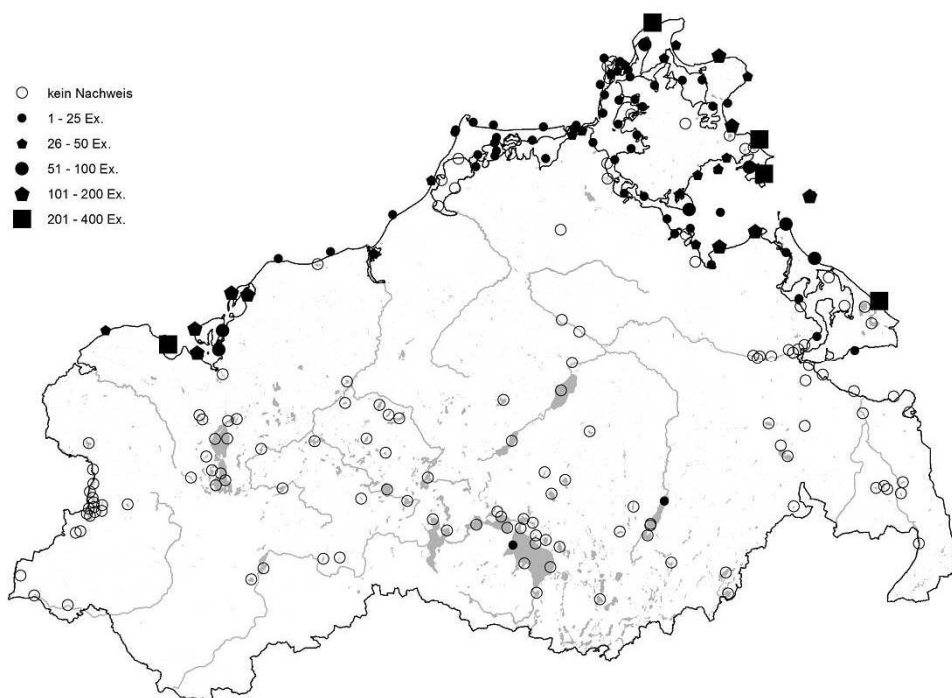 kein Nachweis
1 - 25 Ex.
26 - 50 Ex.
51 - 100 Ex.
101 - 200 Ex.
201 - 400 Ex.